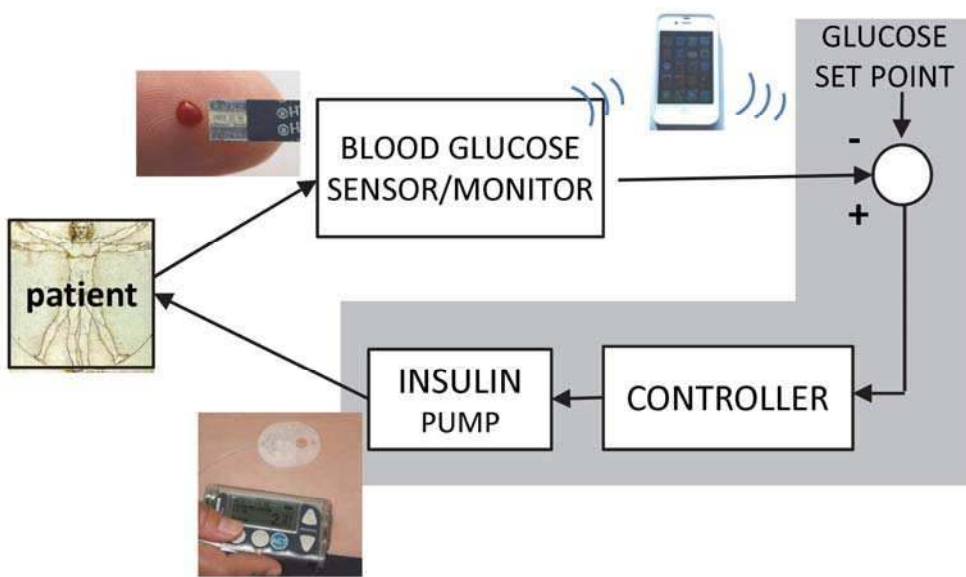 GLUCOSE
SET POINT
BLOOD GLUCOSE
SENSOR/MONITOR
-
+
patient
INSULIN
PUMP
CONTROLLER